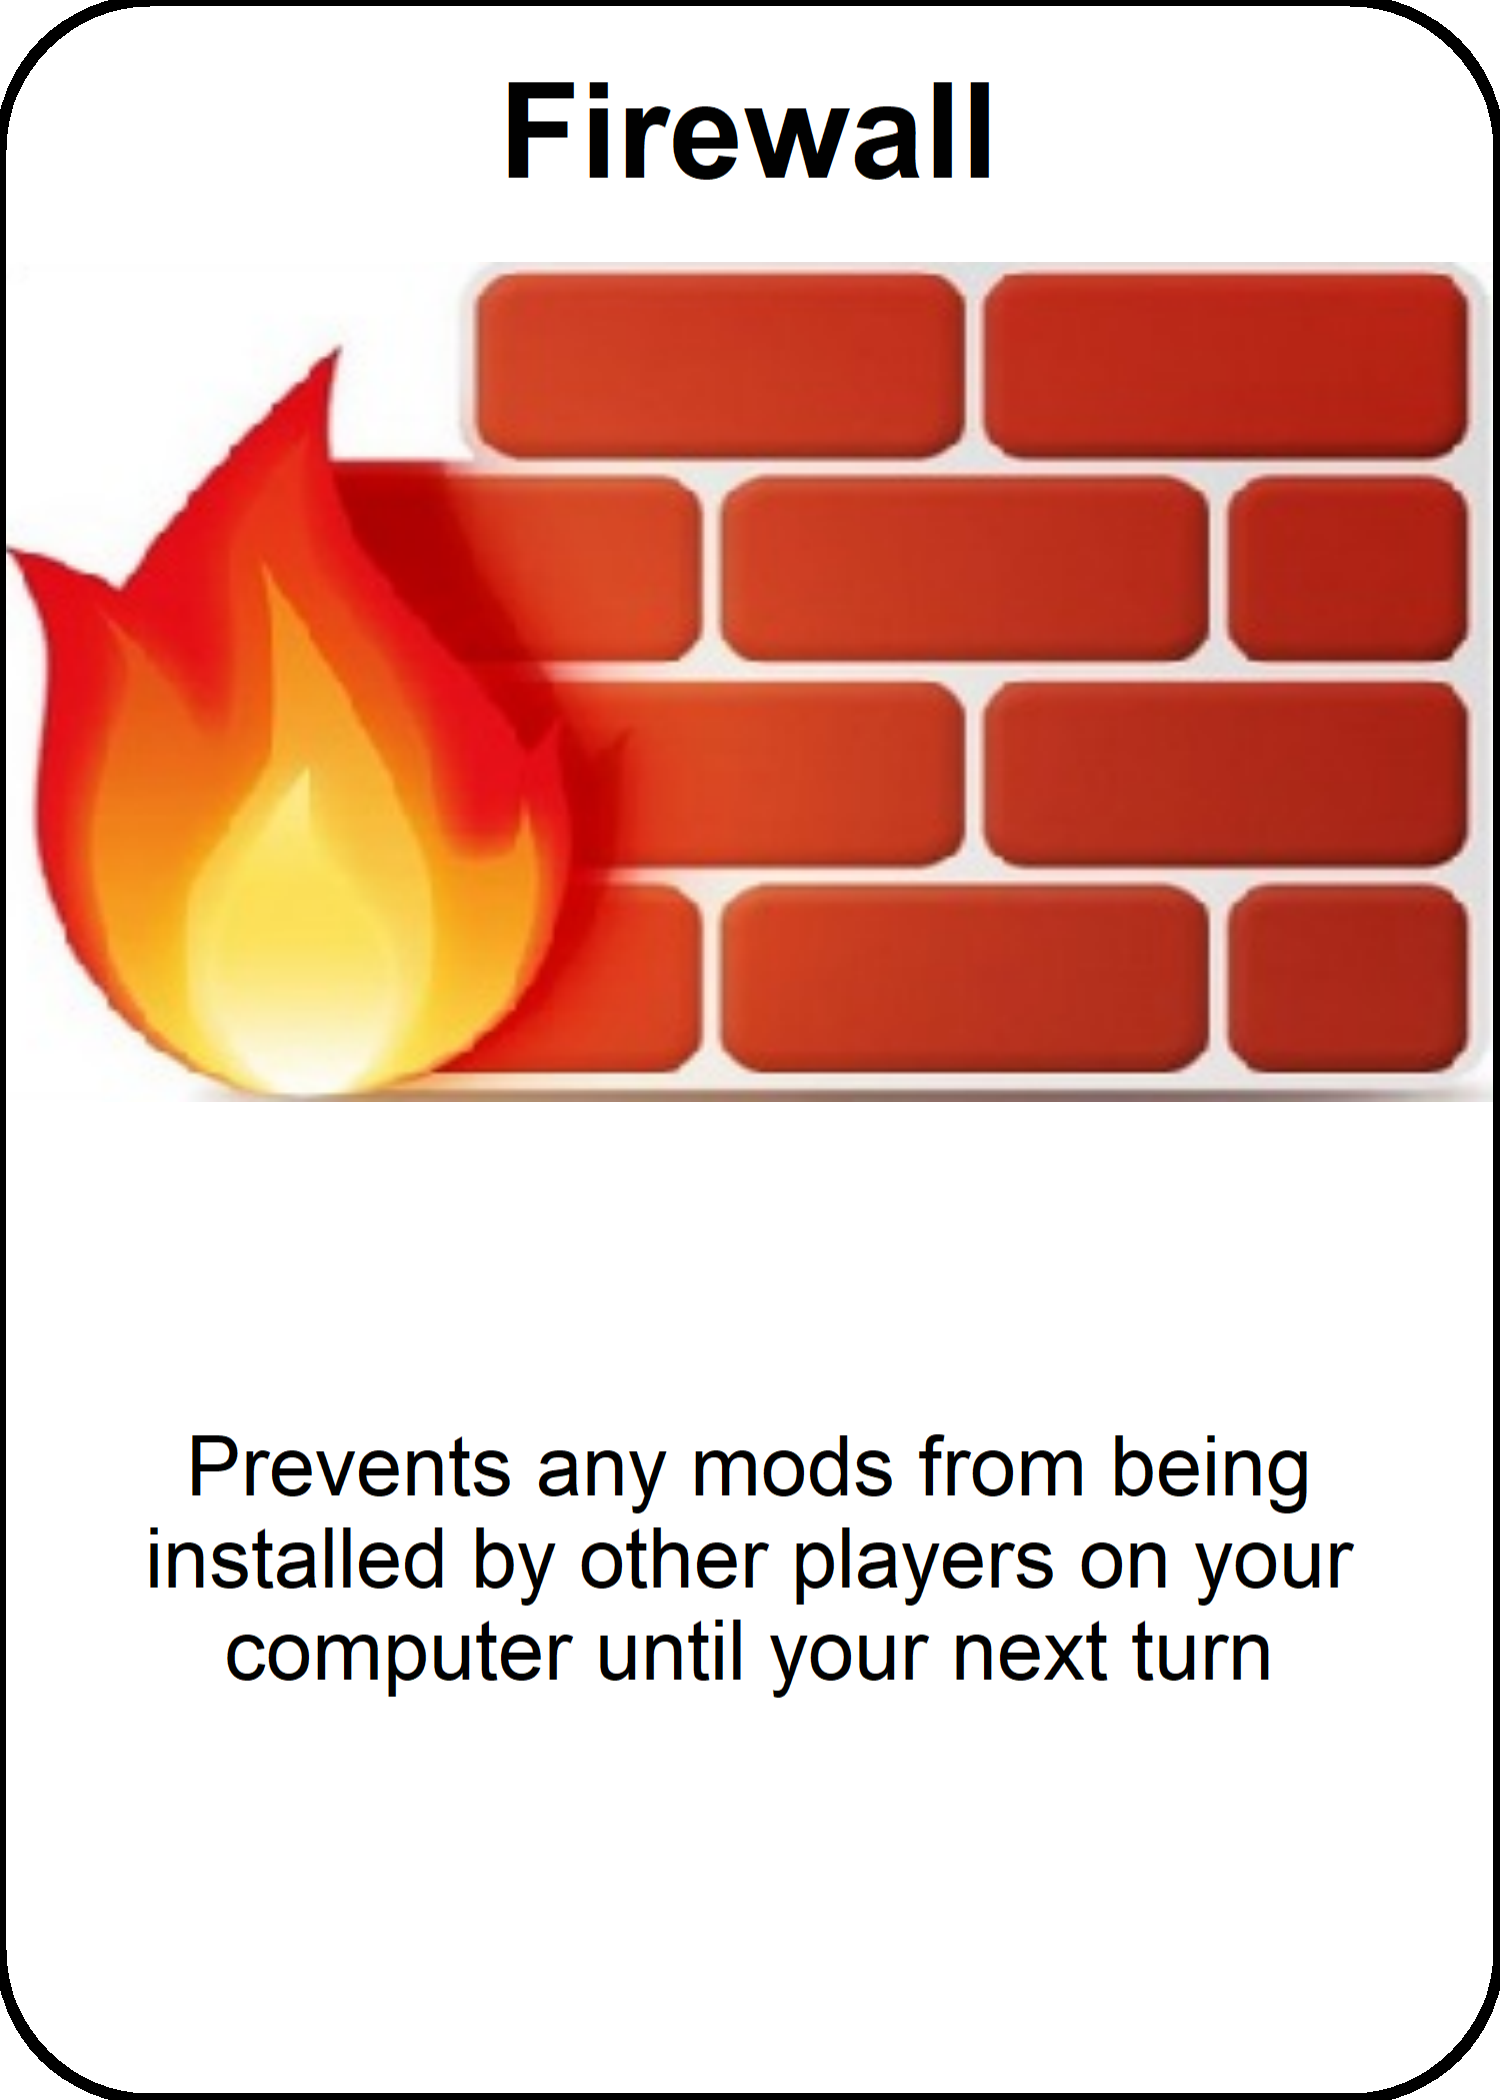 Firewall
Prevents any mods from being
installed by other players on your
computer until your next turn